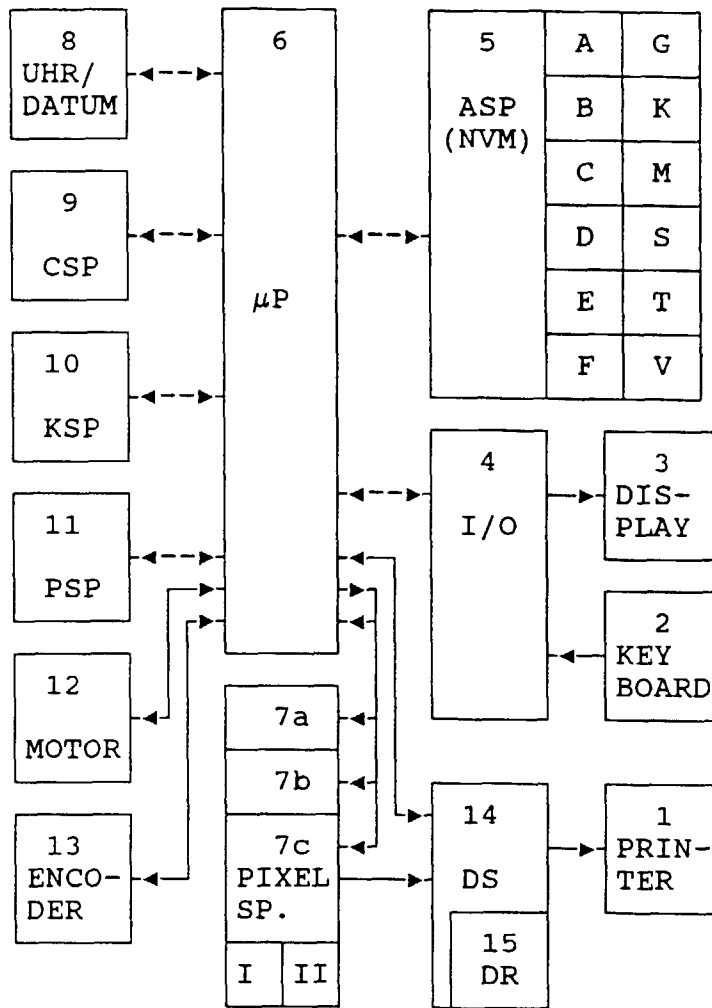 8
UHR/
DATUM
9
CSP
10
KSP
11
PSP
12
MOTOR
13
ENCO-
DER
6
μP
7a
7b
7c
PIXEL
SP.
I II
5
ASP
(NVM)
A G
B K
C M
D S
E T
F V
4
I/O
3
DIS-
PLAY
2
KEY
BOARD
14
DS
15
DR
1
PRIN-
TER